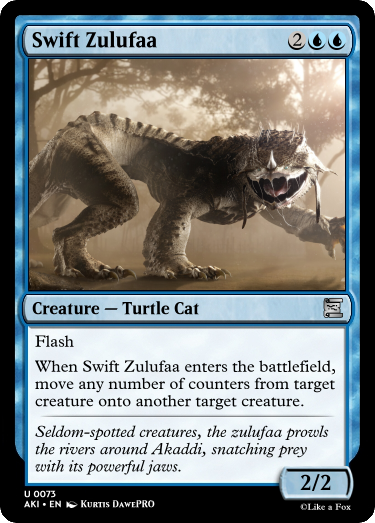 Swift Zulufaa 2
Creature — Turtle Cat
Flash
When Swift Zulufaa enters the battlefield,
move any number of counters from target
creature onto another target creature.
Seldom-spotted creatures, the zulufaa prowls
the rivers around Akaddi, snatching prey
with its powerful jaws.
2/2
U 0073
AKI • EN Kurtis DawePRO
©Like a Fox